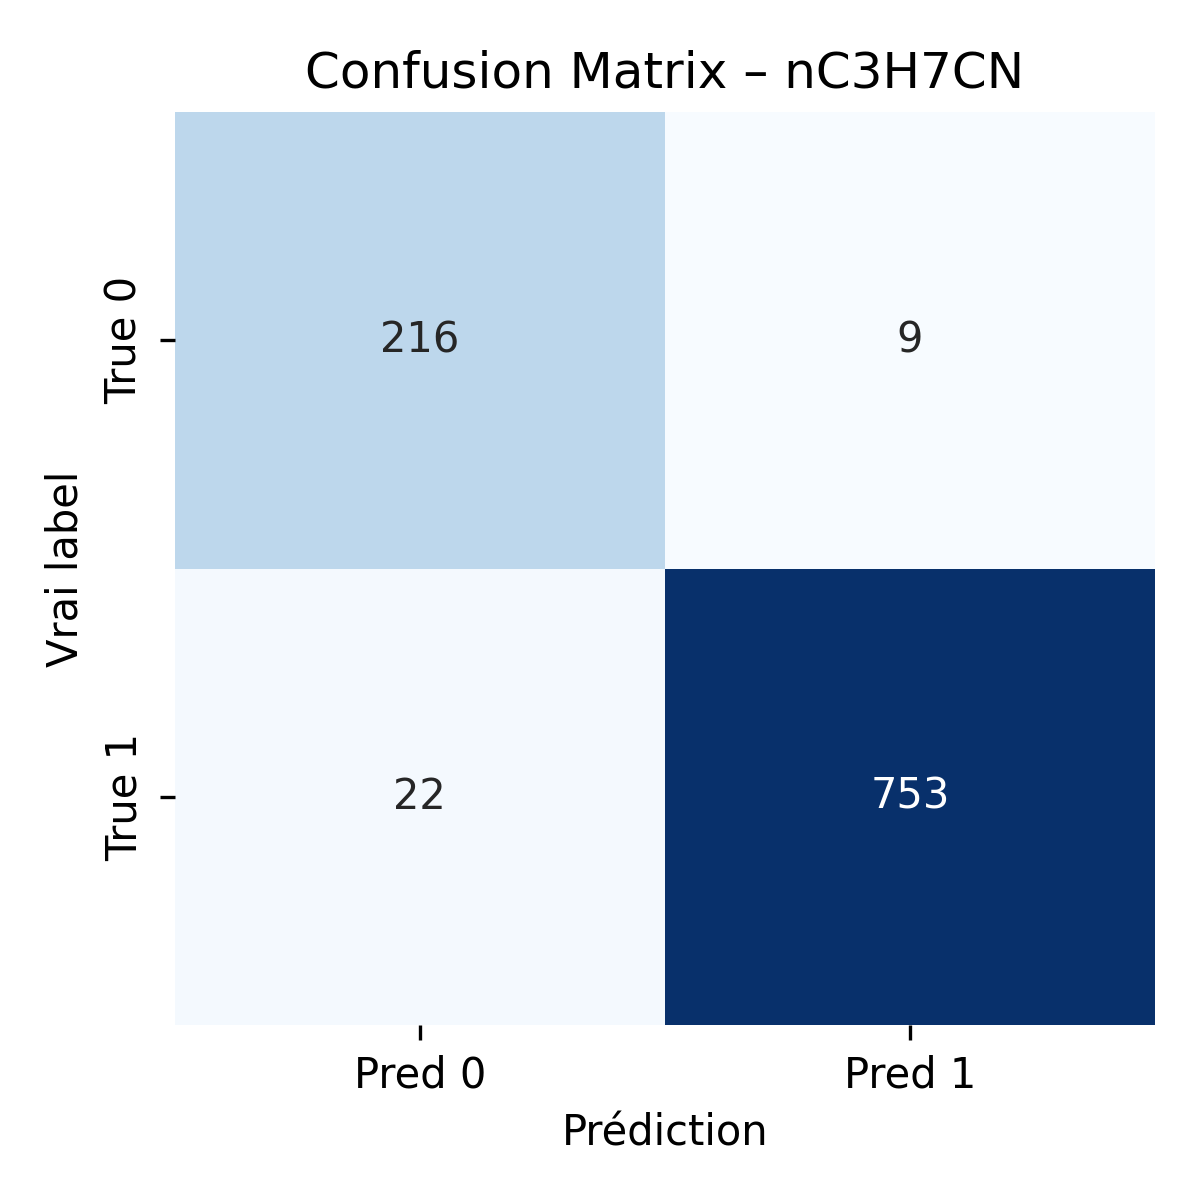 Confusion Matrix – nC3H7CN
Vrai label
True 0
216
9
True 1
22
753
Pred 0
Pred 1
Prédiction